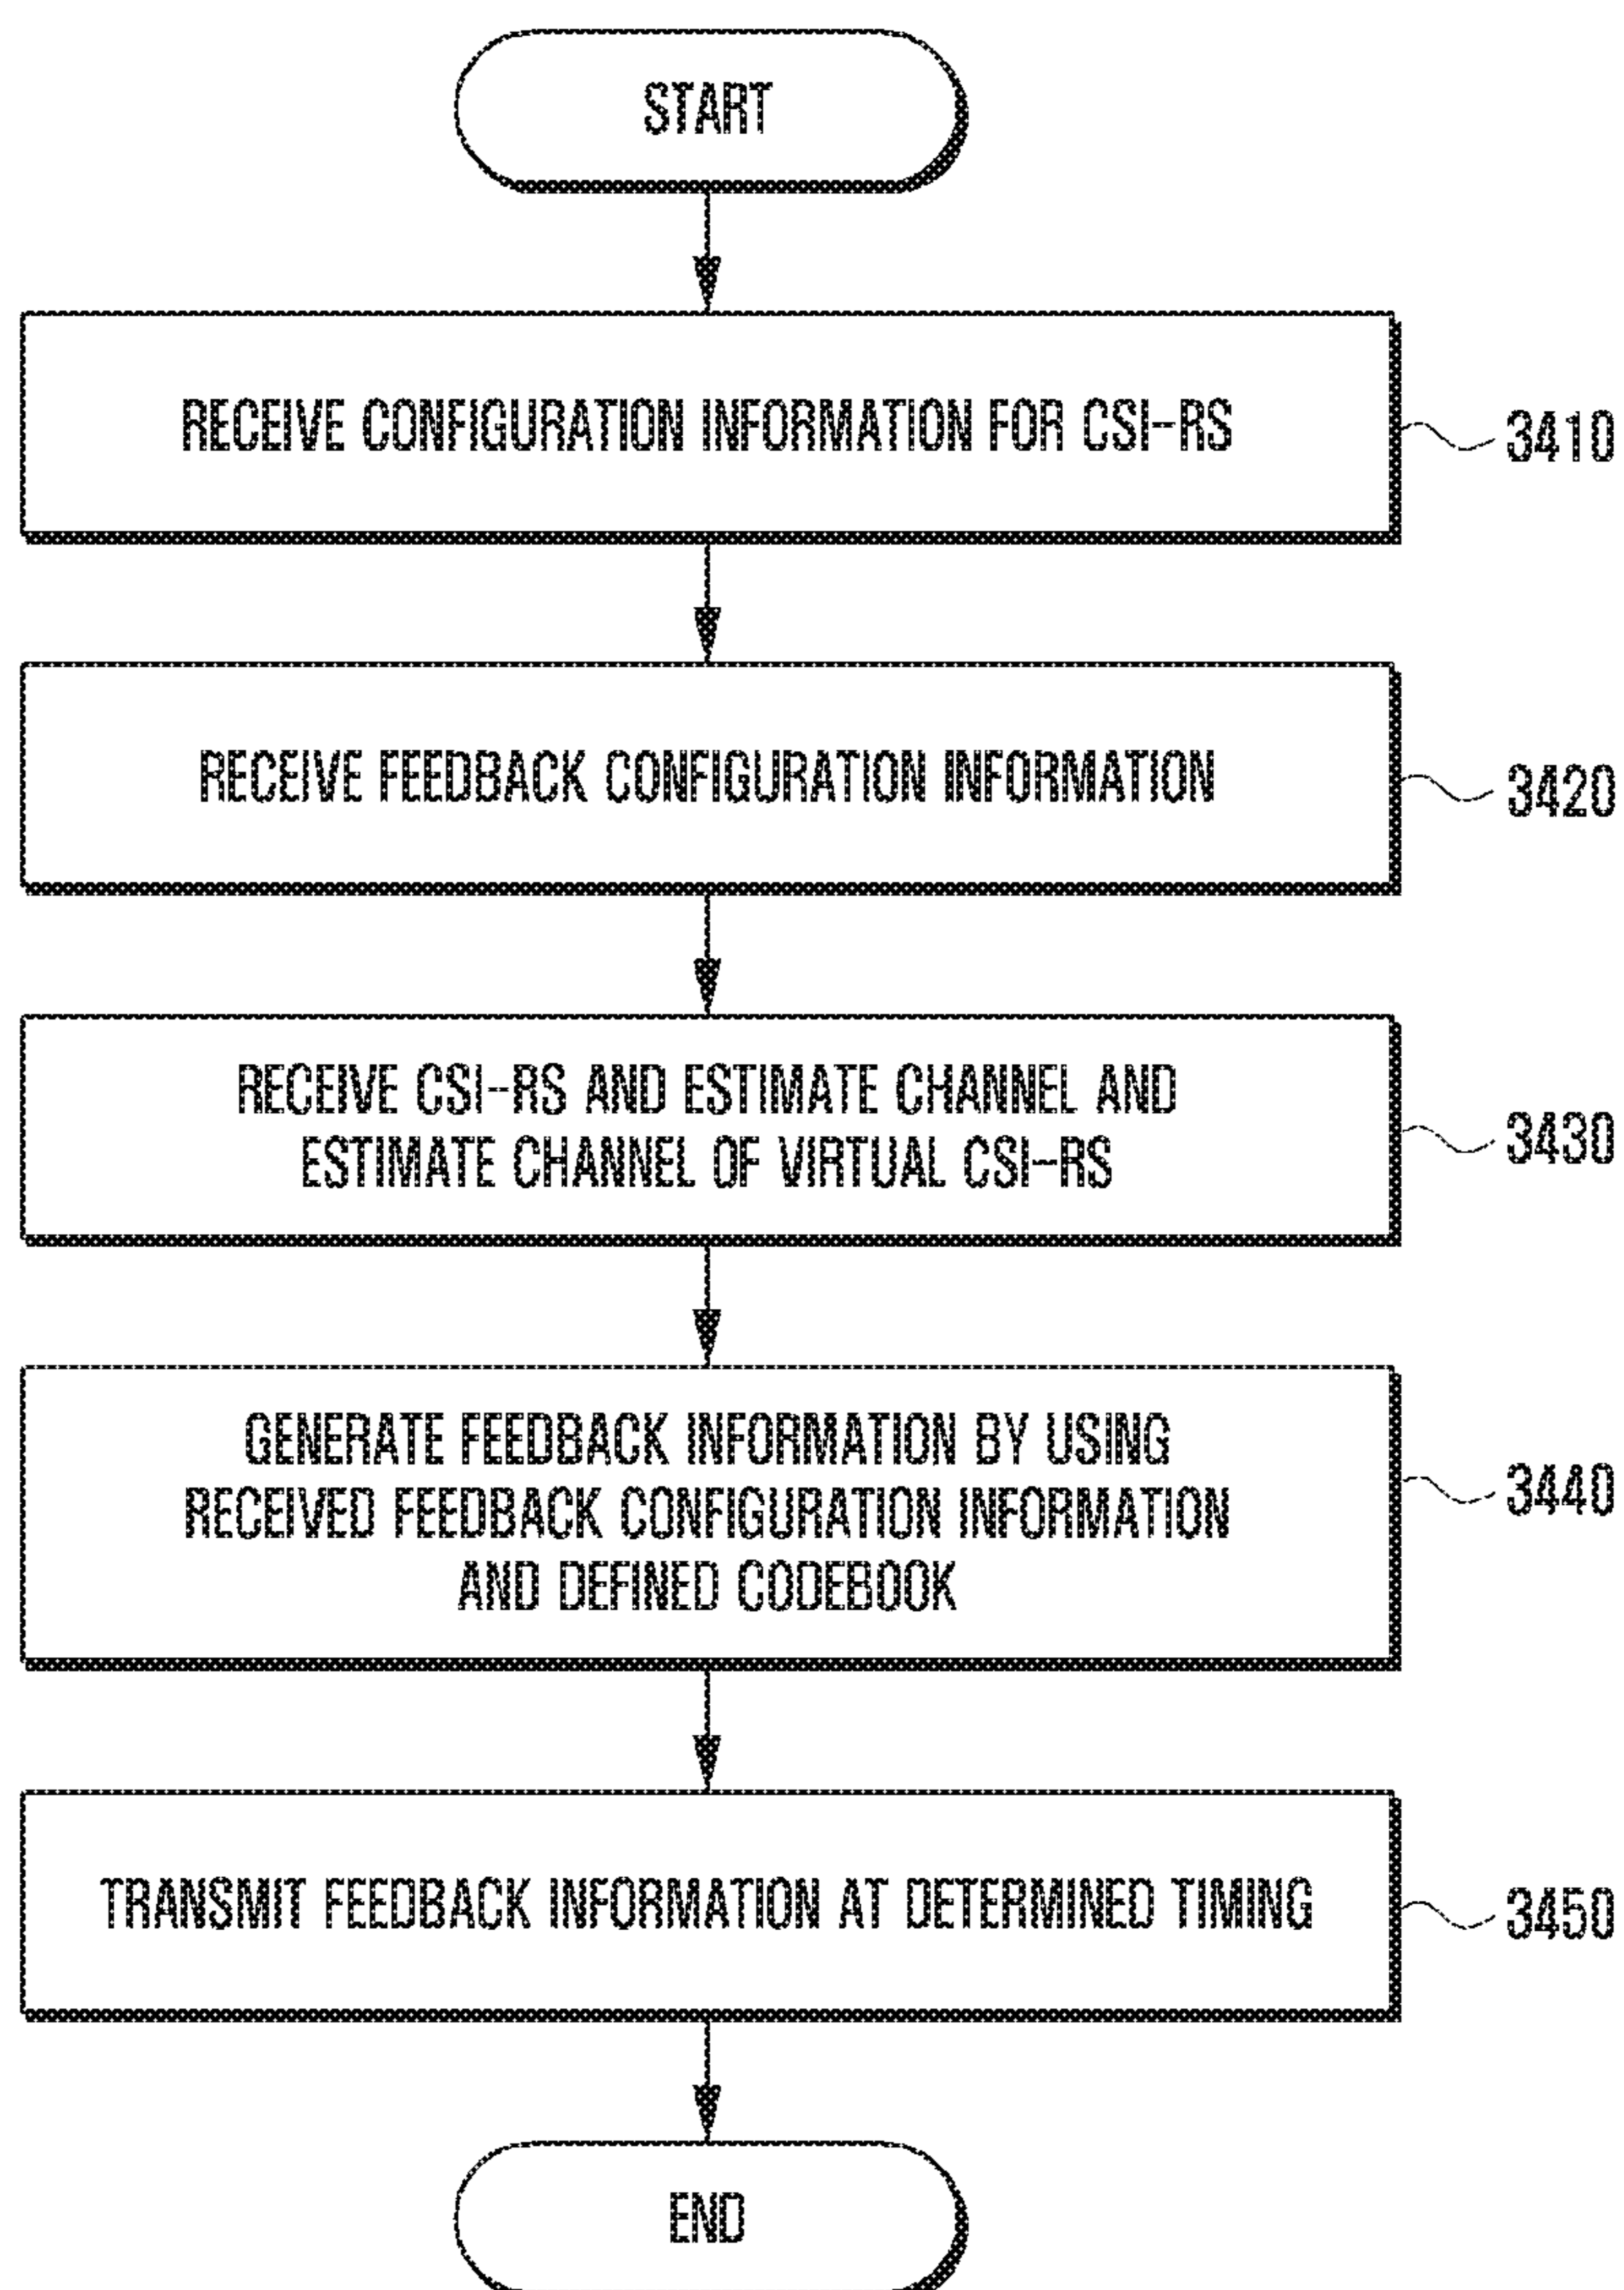 START
RECEIVE CONFIGURATION INFORMATION FOR CSI-RS
3410
RECEIVE FEEDBACK CONFIGURATION INFORMATION
3420
RECEIVE CSI-RS AND ESTIMATE CHANNEL AND
ESTIMATE CHANNEL OF VIRTUAL CSI-RS
3430
GENERATE FEEDBACK INFORMATION BY USING
RECEIVED FEEDBACK CONFIGURATION INFORMATION
AND DEFINED CODEBOOK
3440
TRANSMIT FEEDBACK INFORMATION AT DETERMINED TIMING
3450
END